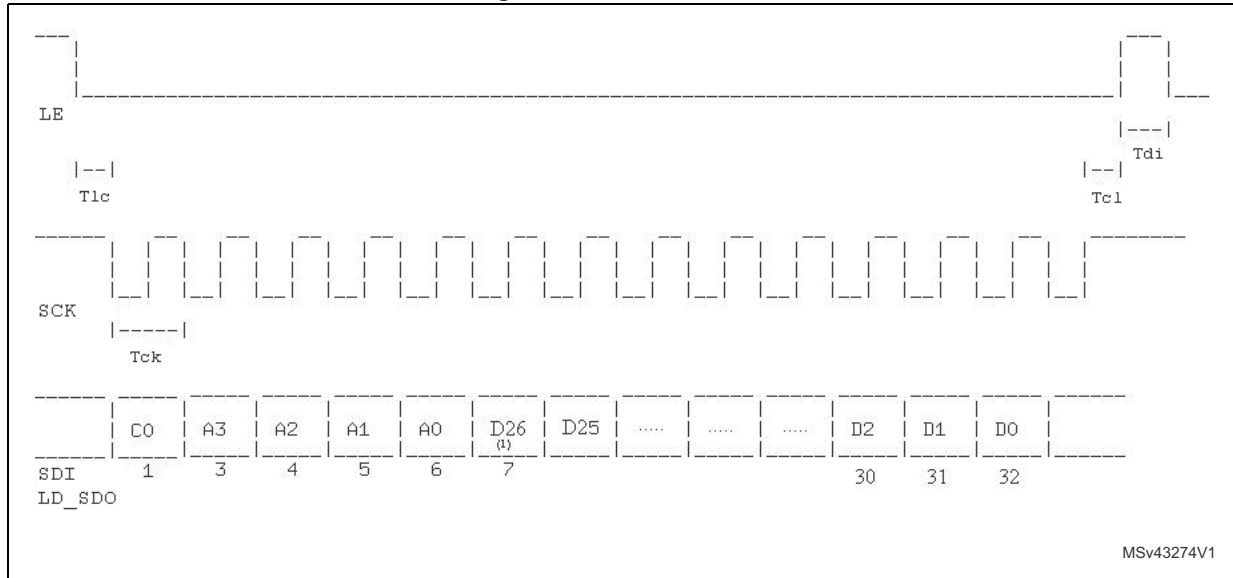 LE
Tdi
Tlc
Tcl
SCK
Tck
C0 A3 A2 A1 A0 D26 D25 ..... ..... ..... D2 D1 D0
(1)
SDI 1 3 4 5 6 7 30 31 32
LD_SDO
MSv43274V1